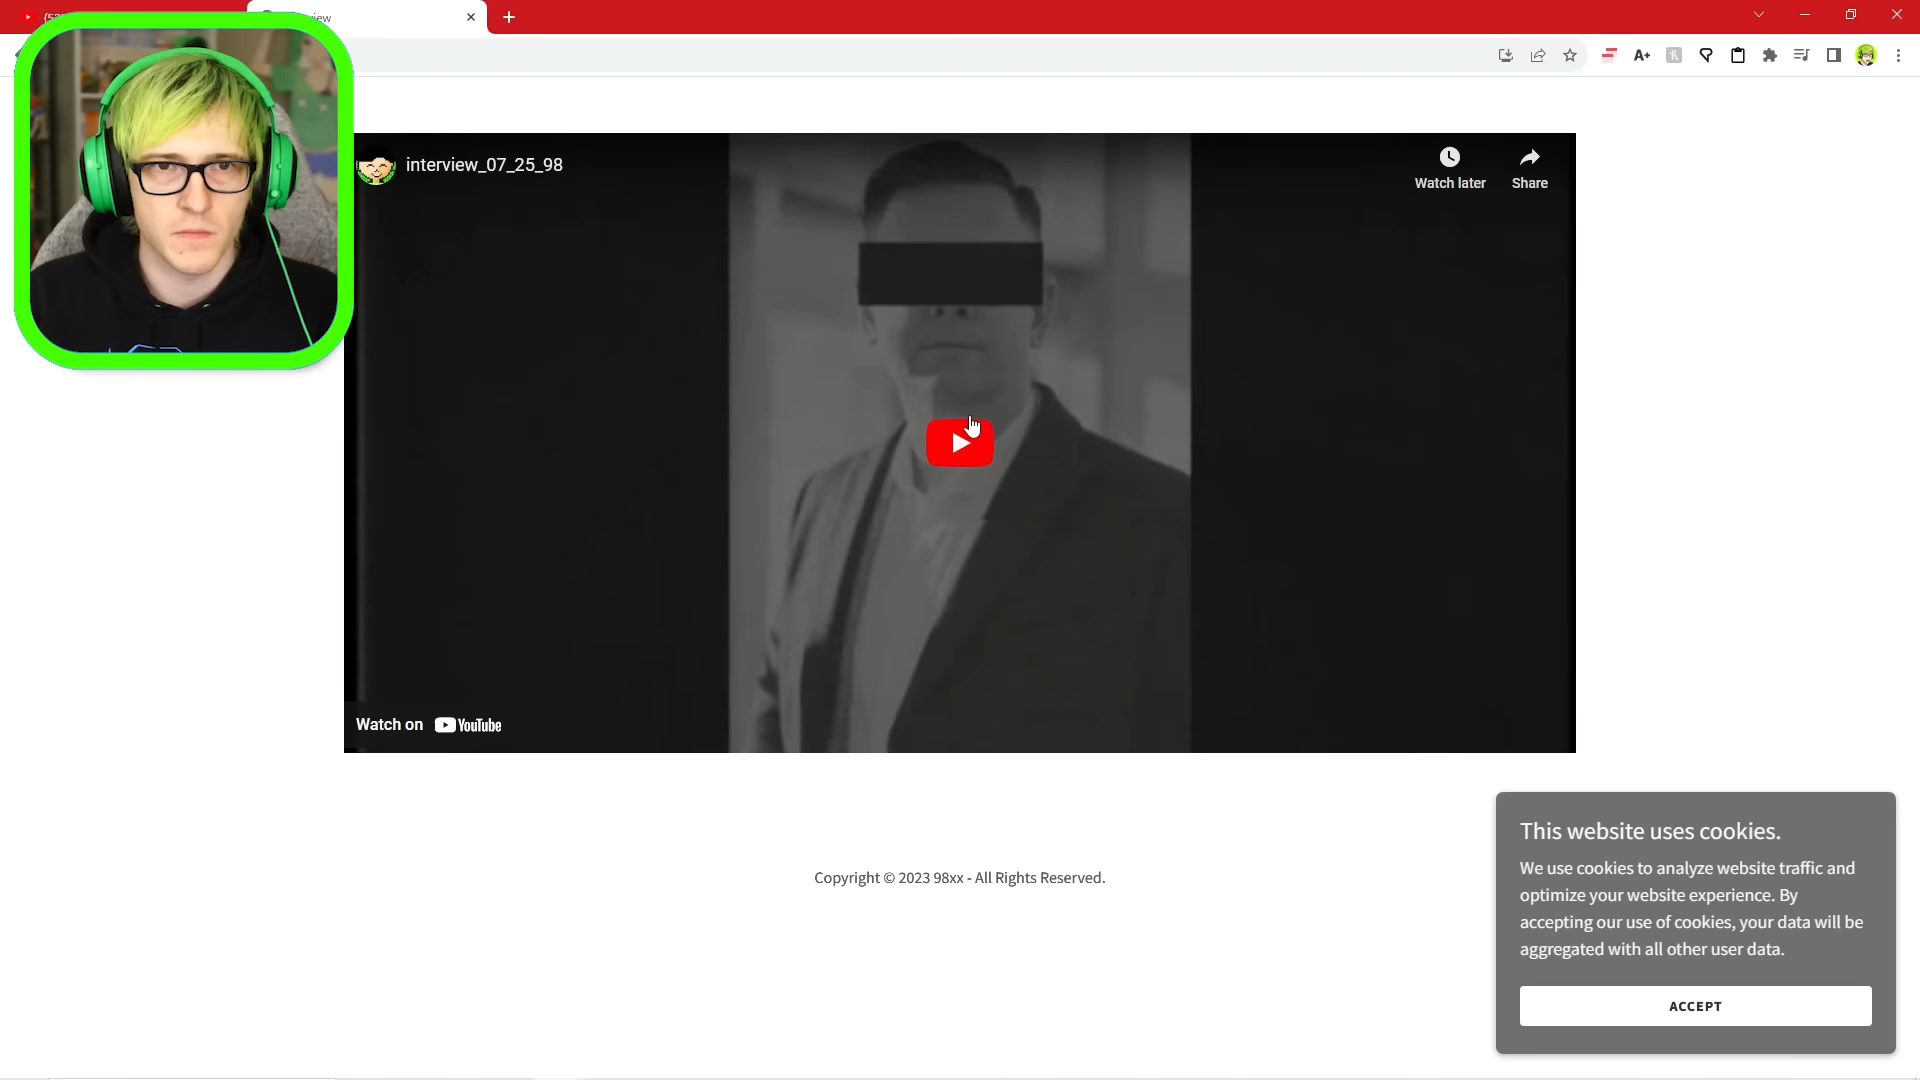 interview_07_25_98
Watch later
Share
Watch on YouTube
Copyright © 2023 98xx - All Rights Reserved.
This website uses cookies.
We use cookies to analyze website traffic and
optimize your website experience. By
accepting our use of cookies, your data will be
aggregated with all other user data.
ACCEPT